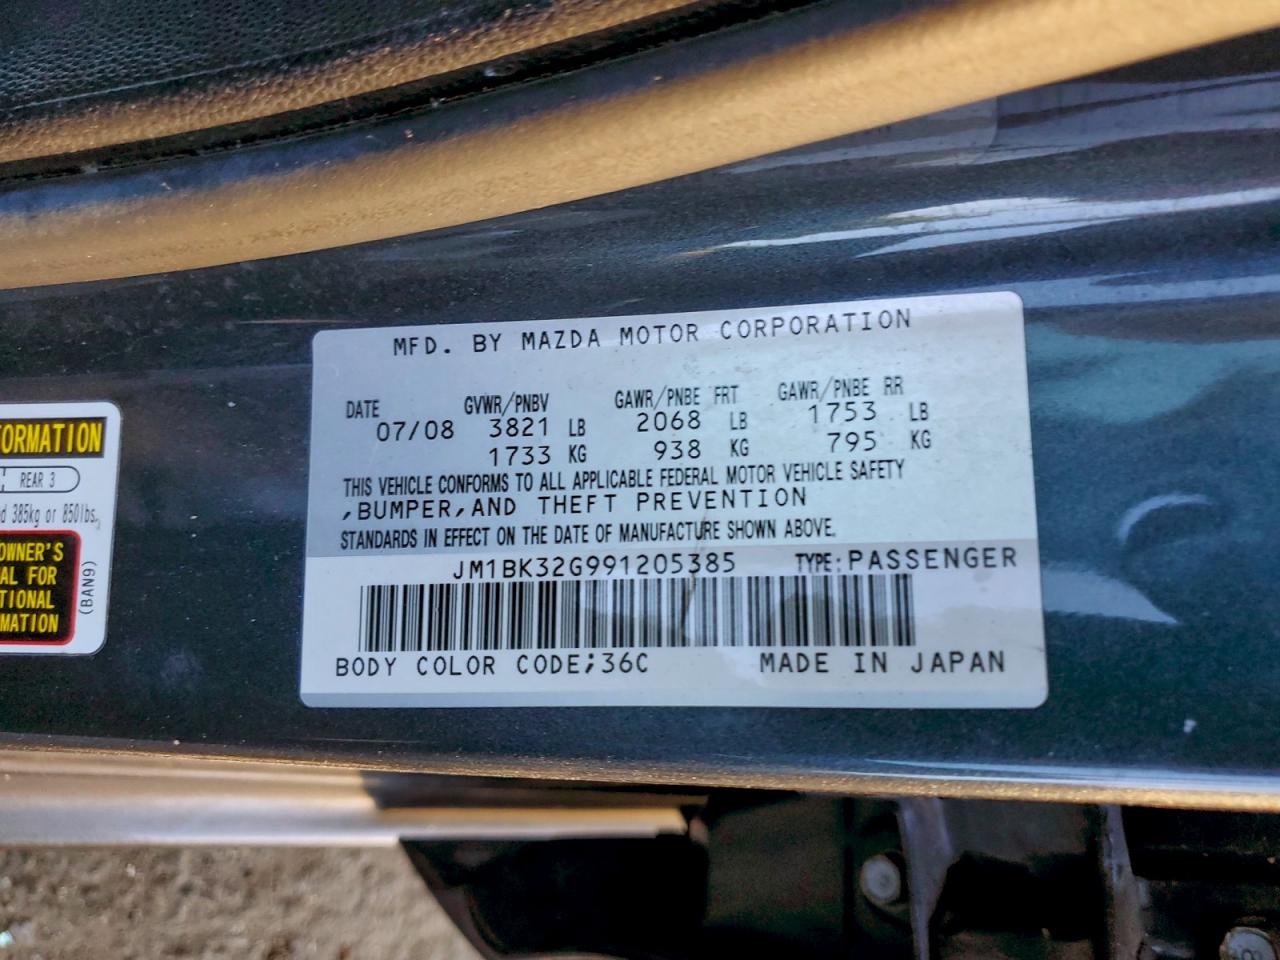 MFD. BY MAZDA MOTOR CORPORATION
DATE GVWR/PNBV GAWR/PNBE FRT GAWR/PNBE RR
07/08 3821 LB 2068 LB 1753 LB
1733 KG 938 KG 795 KG
THIS VEHICLE CONFORMS TO ALL APPLICABLE FEDERAL MOTOR VEHICLE SAFETY
,BUMPER,AND THEFT PREVENTION
STANDARDS IN EFFECT ON THE DATE OF MANUFACTURE SHOWN ABOVE.
JM1BK32G991205385 TYPE:PASSENGER
BODY COLOR CODE;36C MADE IN JAPAN
ORMATION
REAR 3
385kg or 850lbs.
OWNER'S
AL FOR
TIONAL
MATION
(BAN9)